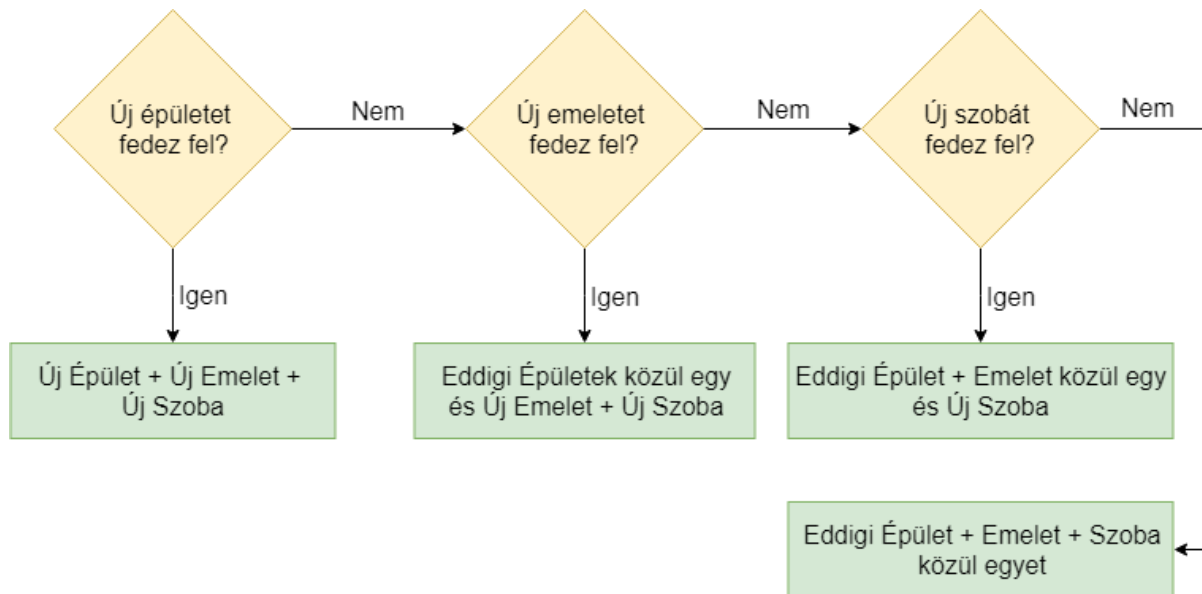 Új épületet
fedez fel?
Nem
Új emeletet
fedez fel?
Nem
Új szobát
fedez fel?
Nem
Igen
Igen
Igen
Új Épület + Új Emelet +
Új Szoba
Eddigi Épületek közül egy
és Új Emelet + Új Szoba
Eddigi Épület + Emelet közül egy
és Új Szoba
Eddigi Épület + Emelet + Szoba
közül egyet